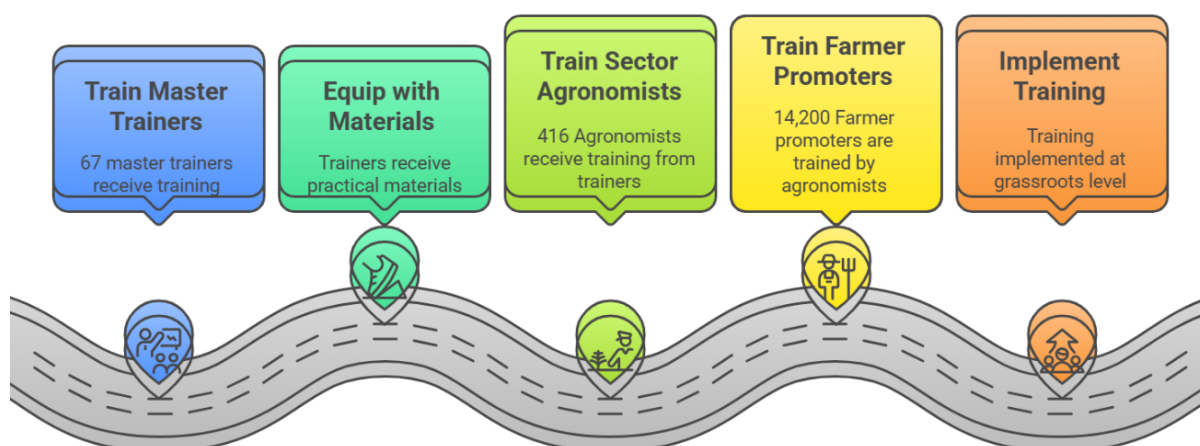 Train Master
Trainers
67 master trainers
receive training
Equip with
Materials
Trainers receive
practical materials
Train Sector
Agronomists
416 Agronomists
receive training from
trainers
Train Farmer
Promoters
14,200 Farmer
promoters are
trained by
agronomists
Implement
Training
Training
implemented at
grassroots level